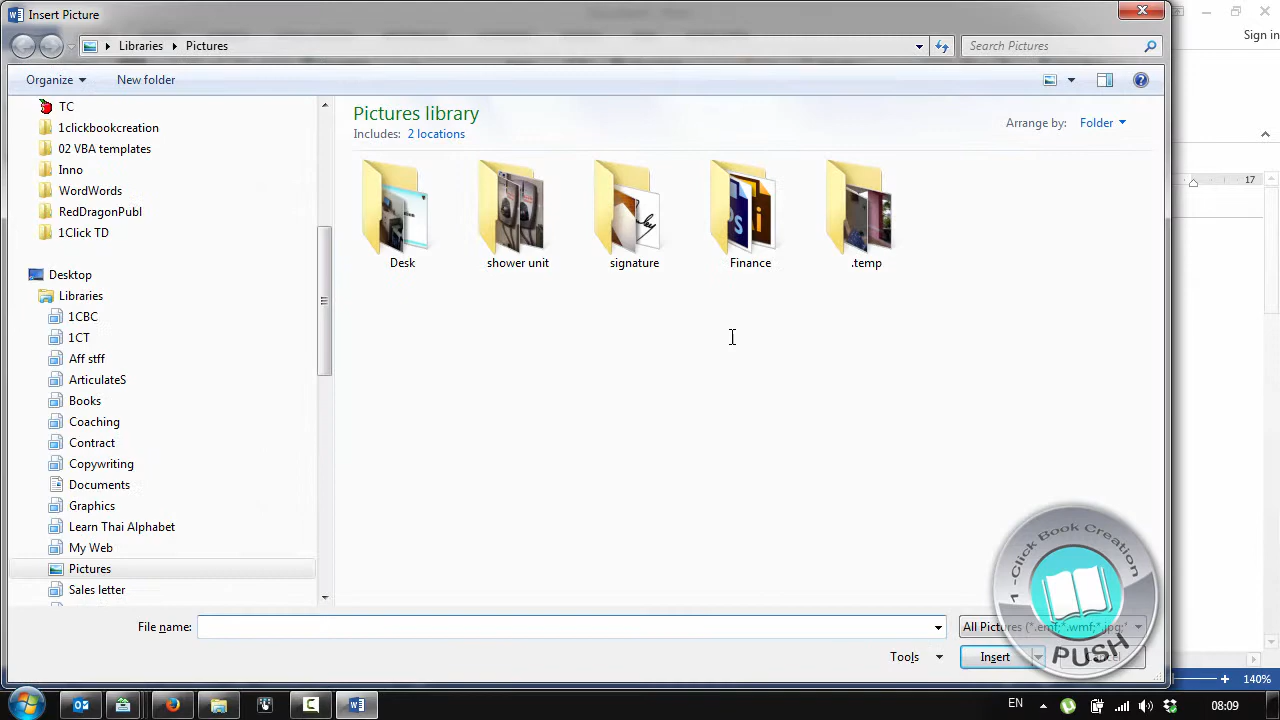 Insert Picture
Sign in
Libraries
Pictures
Search Pictures
Organize
New folder
TC
1clickbookcreation
02 VBA templates
Inno
WordWords
RedDragonPubl
1Click TD
Desktop
Libraries
1CBC
1CT
Aff stff
ArticulateS
Books
Coaching
Contract
Copywriting
Documents
Graphics
Learn Thai Alphabet
My Web
Pictures
Sales letter
Pictures library
Includes: 2 locations
Arrange by: Folder
17
Desk
shower unit
signature
Finance
.temp
PS
Ai
File name:
All Pictures (*.emf;*.wmf;*.jpg;*
Tools
Insert
Cancel
1 -Click Book Creation
PUSH
140%
EN
08:09